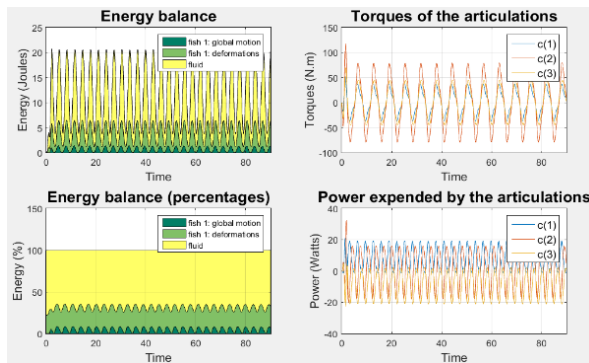 Energy balance
25
20
15
10
5
0
Energy (Joules)
fish 1: global motion
fish 1: deformations
fluid
0 20 40 60 80
Time
Torques of the articulations
150
100
50
0
-50
-100
Torques (N.m)
c(1)
c(2)
c(3)
0 20 40 60 80
Time
Energy balance (percentages)
150
100
50
0
Energy (%)
fish 1: global motion
fish 1: deformations
fluid
0 20 40 60 80
Time
Power expended by the articulations
40
20
0
-20
-40
Power (Watts)
c(1)
c(2)
c(3)
0 20 40 60 80
Time